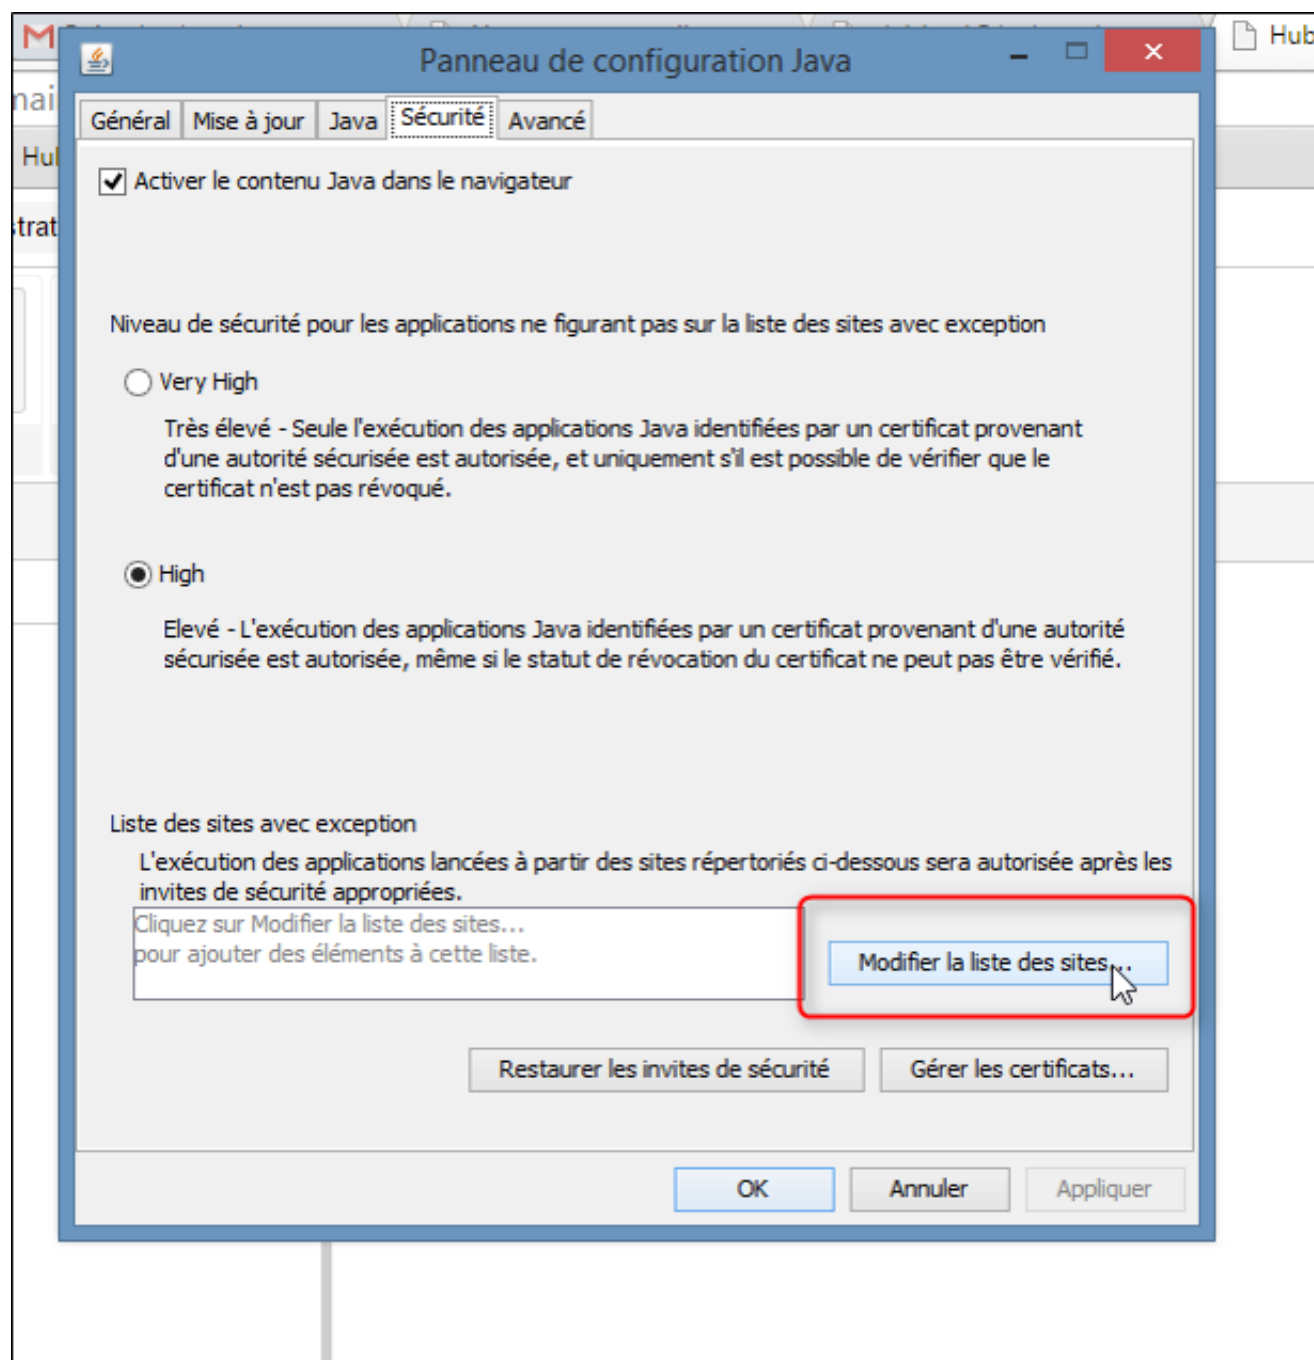 Hub
Panneau de configuration Java
Général Mise à jour Java Sécurité Avancé
Activer le contenu Java dans le navigateur
Niveau de sécurité pour les applications ne figurant pas sur la liste des sites avec exception
Very High
Très élevé - Seule l'exécution des applications Java identifiées par un certificat provenant
d'une autorité sécurisée est autorisée, et uniquement s'il est possible de vérifier que le
certificat n'est pas révoqué.
High
Elevé - L'exécution des applications Java identifiées par un certificat provenant d'une autorité
sécurisée est autorisée, même si le statut de révocation du certificat ne peut pas être vérifié.
Liste des sites avec exception
L'exécution des applications lancées à partir des sites répertoriés ci-dessous sera autorisée après les
invites de sécurité appropriées.
Cliquez sur Modifier la liste des sites...
pour ajouter des éléments à cette liste.
Modifier la liste des sites...
Restaurer les invites de sécurité Gérer les certificats...
OK Annuler Appliquer